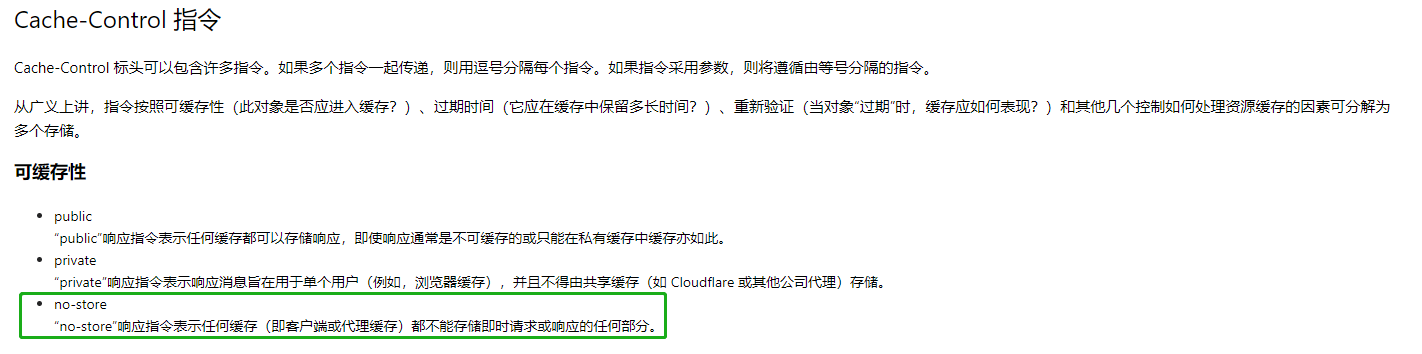 Cache-Control 指令
Cache-Control 标头可以包含许多指令。如果多个指令一起传递，则用逗号分隔每个指令。如果指令采用参数，则将遵循由等号分隔的指令。
从广义上讲，指令按照可缓存性（此对象是否应进入缓存？）、过期时间（它应在缓存中保留多长时间？）、重新验证（当对象“过期”时，缓存应如何表现？）和其他几个控制如何处理资源缓存的因素可分解为
多个存储。
可缓存性
• public
“public”响应指令表示任何缓存都可以存储响应，即使响应通常是不可缓存的或只能在私有缓存中缓存亦如此。
• private
“private”响应指令表示响应消息旨在用于单个用户（例如，浏览器缓存），并且不得由共享缓存（如 Cloudflare 或其他公司代理）存储。
• no-store
“no-store”响应指令表示任何缓存（即客户端或代理缓存）都不能存储即时请求或响应的任何部分。